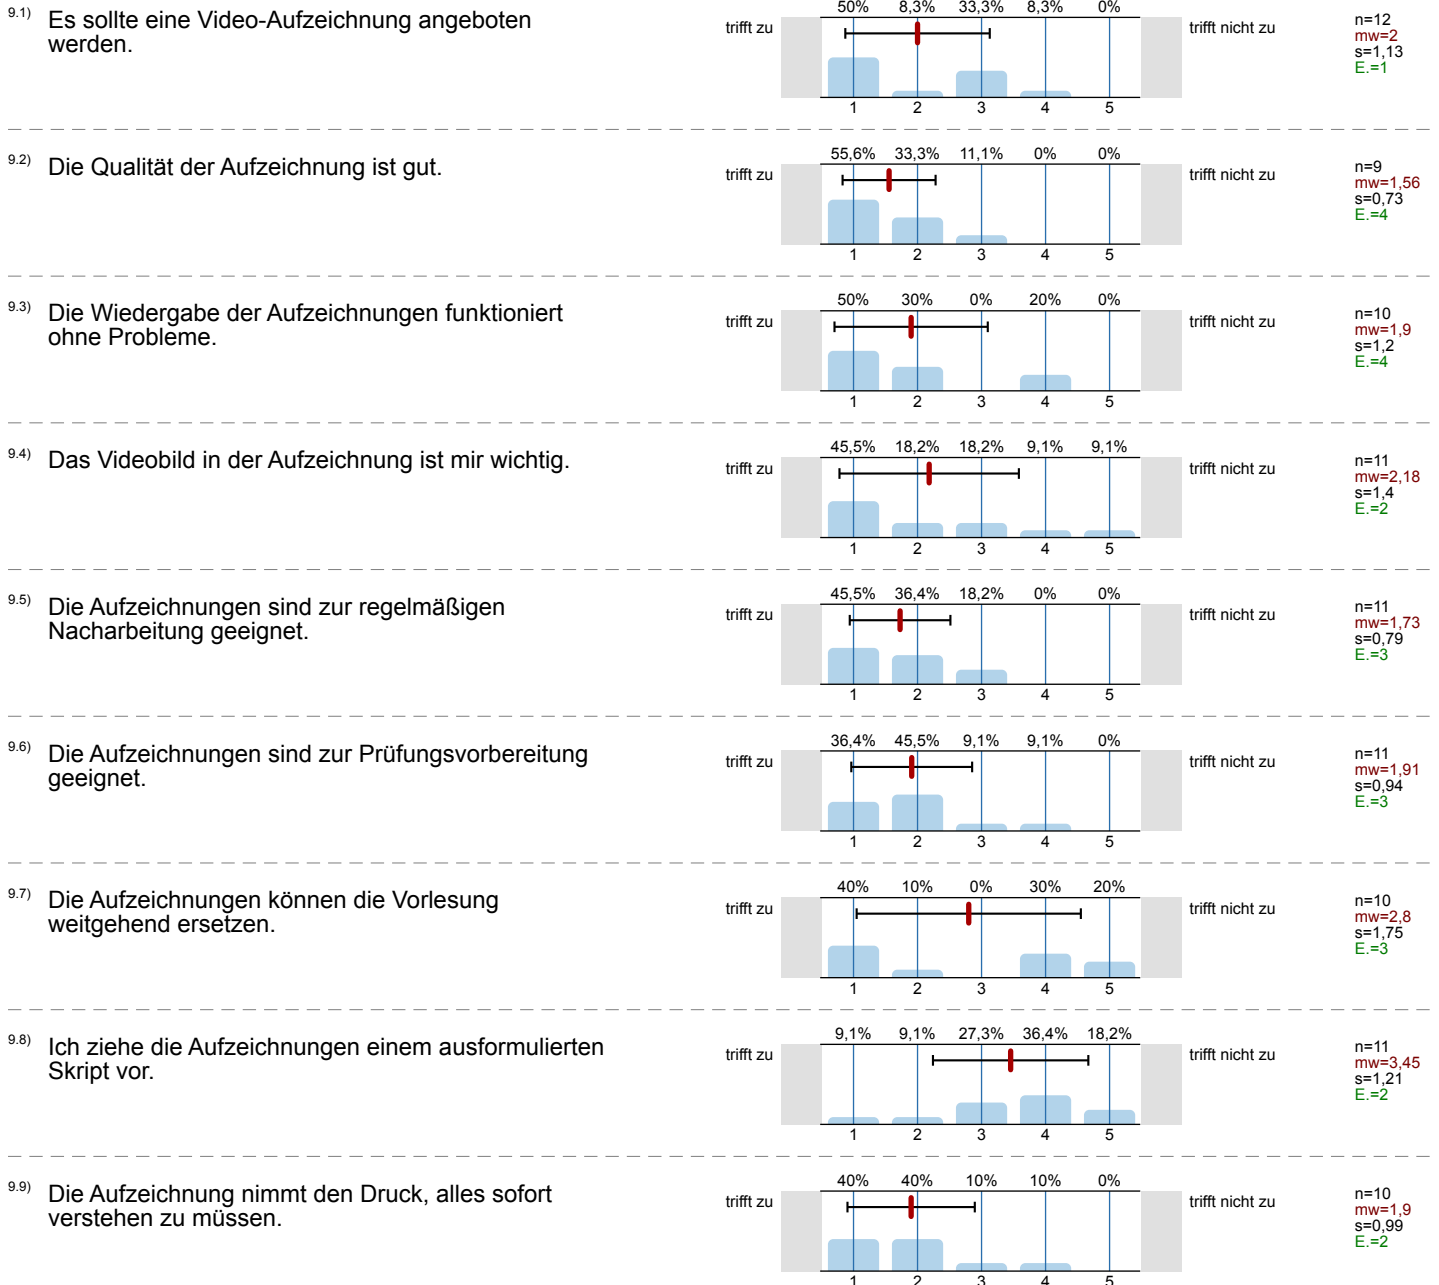 9.1) Es sollte eine Video-Aufzeichnung angeboten
werden.
trifft zu
50% 8,3% 33,3% 8,3% 0%
1 2 3 4 5
trifft nicht zu
n=12
mw=2
s=1,13
E.=1
9.2) Die Qualität der Aufzeichnung ist gut.
trifft zu
55,6% 33,3% 11,1% 0% 0%
1 2 3 4 5
trifft nicht zu
n=9
mw=1,56
s=0,73
E.=4
9.3) Die Wiedergabe der Aufzeichnungen funktioniert
ohne Probleme.
trifft zu
50% 30% 0% 20% 0%
1 2 3 4 5
trifft nicht zu
n=10
mw=1,9
s=1,2
E.=4
9.4) Das Videobild in der Aufzeichnung ist mir wichtig.
trifft zu
45,5% 18,2% 18,2% 9,1% 9,1%
1 2 3 4 5
trifft nicht zu
n=11
mw=2,18
s=1,4
E.=2
9.5) Die Aufzeichnungen sind zur regelmäßigen
Nacharbeitung geeignet.
trifft zu
45,5% 36,4% 18,2% 0% 0%
1 2 3 4 5
trifft nicht zu
n=11
mw=1,73
s=0,79
E.=3
9.6) Die Aufzeichnungen sind zur Prüfungsvorbereitung
geeignet.
trifft zu
36,4% 45,5% 9,1% 9,1% 0%
1 2 3 4 5
trifft nicht zu
n=11
mw=1,91
s=0,94
E.=3
9.7) Die Aufzeichnungen können die Vorlesung
weitgehend ersetzen.
trifft zu
40% 10% 0% 30% 20%
1 2 3 4 5
trifft nicht zu
n=10
mw=2,8
s=1,75
E.=3
9.8) Ich ziehe die Aufzeichnungen einem ausformulierten
Skript vor.
trifft zu
9,1% 9,1% 27,3% 36,4% 18,2%
1 2 3 4 5
trifft nicht zu
n=11
mw=3,45
s=1,21
E.=2
9.9) Die Aufzeichnung nimmt den Druck, alles sofort
verstehen zu müssen.
trifft zu
40% 40% 10% 10% 0%
1 2 3 4 5
trifft nicht zu
n=10
mw=1,9
s=0,99
E.=2